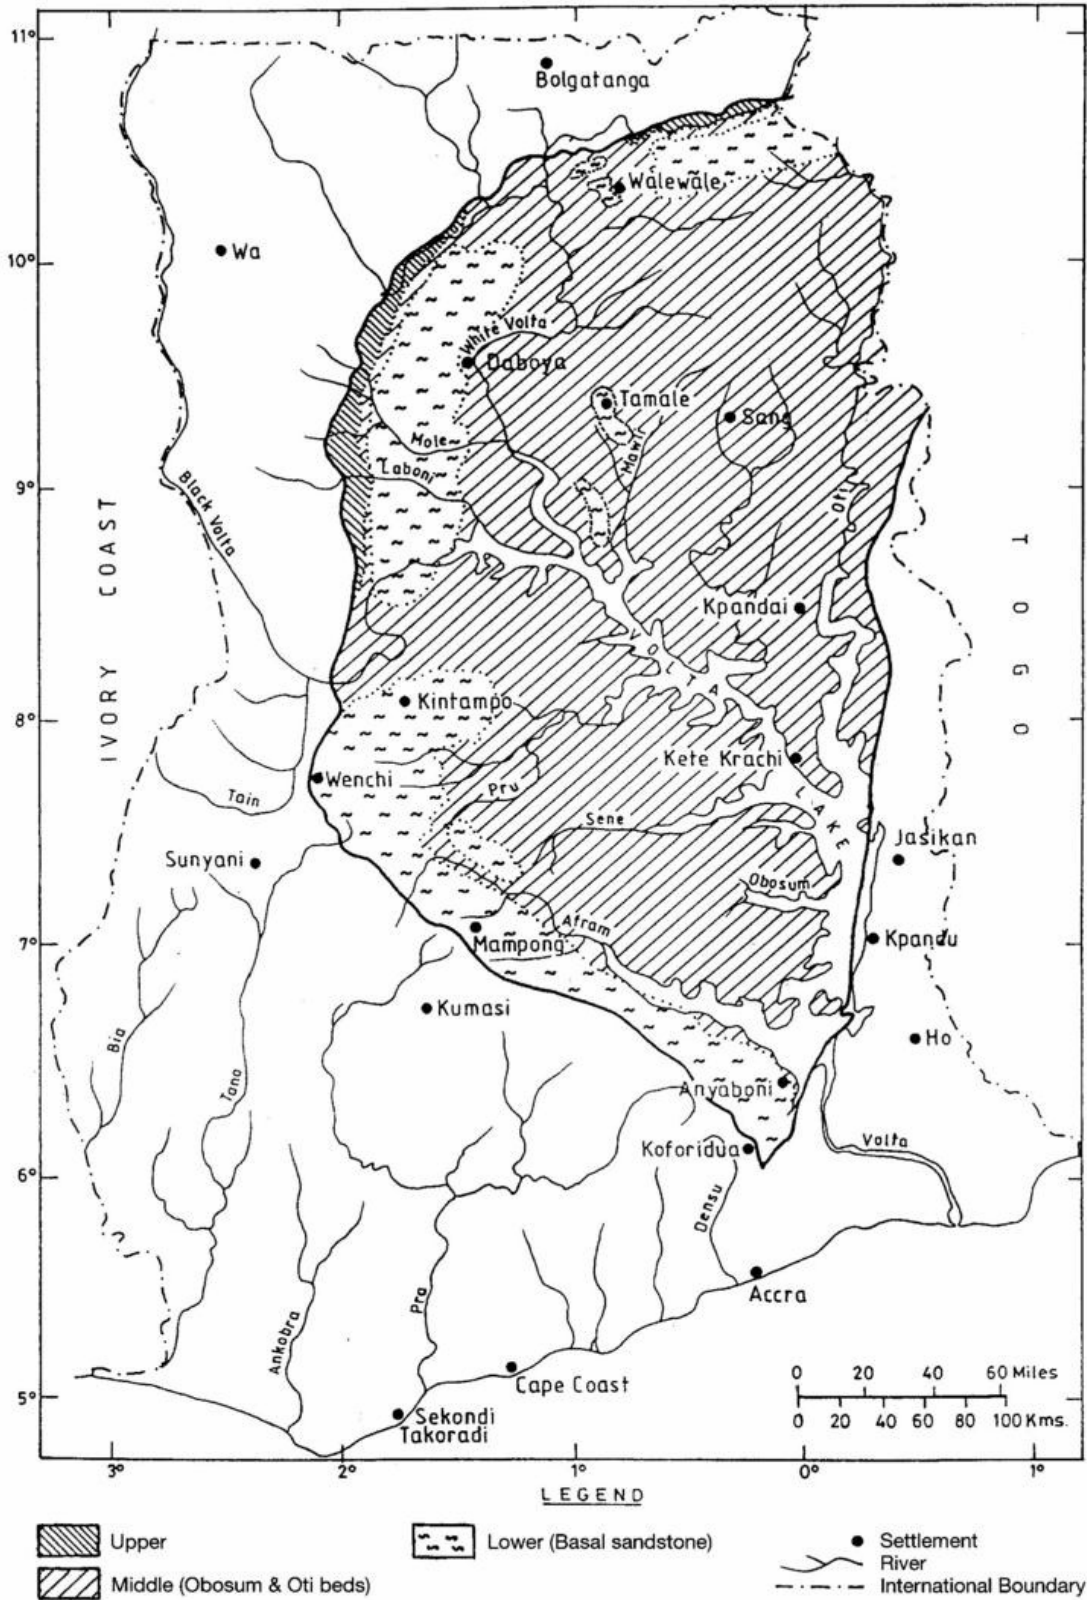 11°
Bolgatanga
Walewale
Wa
10°
White Volta
Daboya
Tamale
Sang
Mole
Mawli
Laboni
9°
Black Volta
Oti
IVORY COAST
TOGO
Kpandai
VOLTA
Kintampo
8°
Kete Krachi
Wenchi
Pru
LAKE
Tain
Sene
Jasikan
Sunyani
Obosum
Afram
7°
Mampong
Kpandu
Kumasi
Bia
Ho
Tano
Anyaboni
Volta
Koforidua
6°
Densu
Accra
Pra
Ankobra
0 20 40 60 Miles
Cape Coast
5°
Sekondi
Takoradi
0 20 40 60 80 100 Kms.
3° 2° 1° 0° 1°
LEGEND
Upper
Lower (Basal sandstone)
Settlement
River
Middle (Obosum & Oti beds)
International Boundary